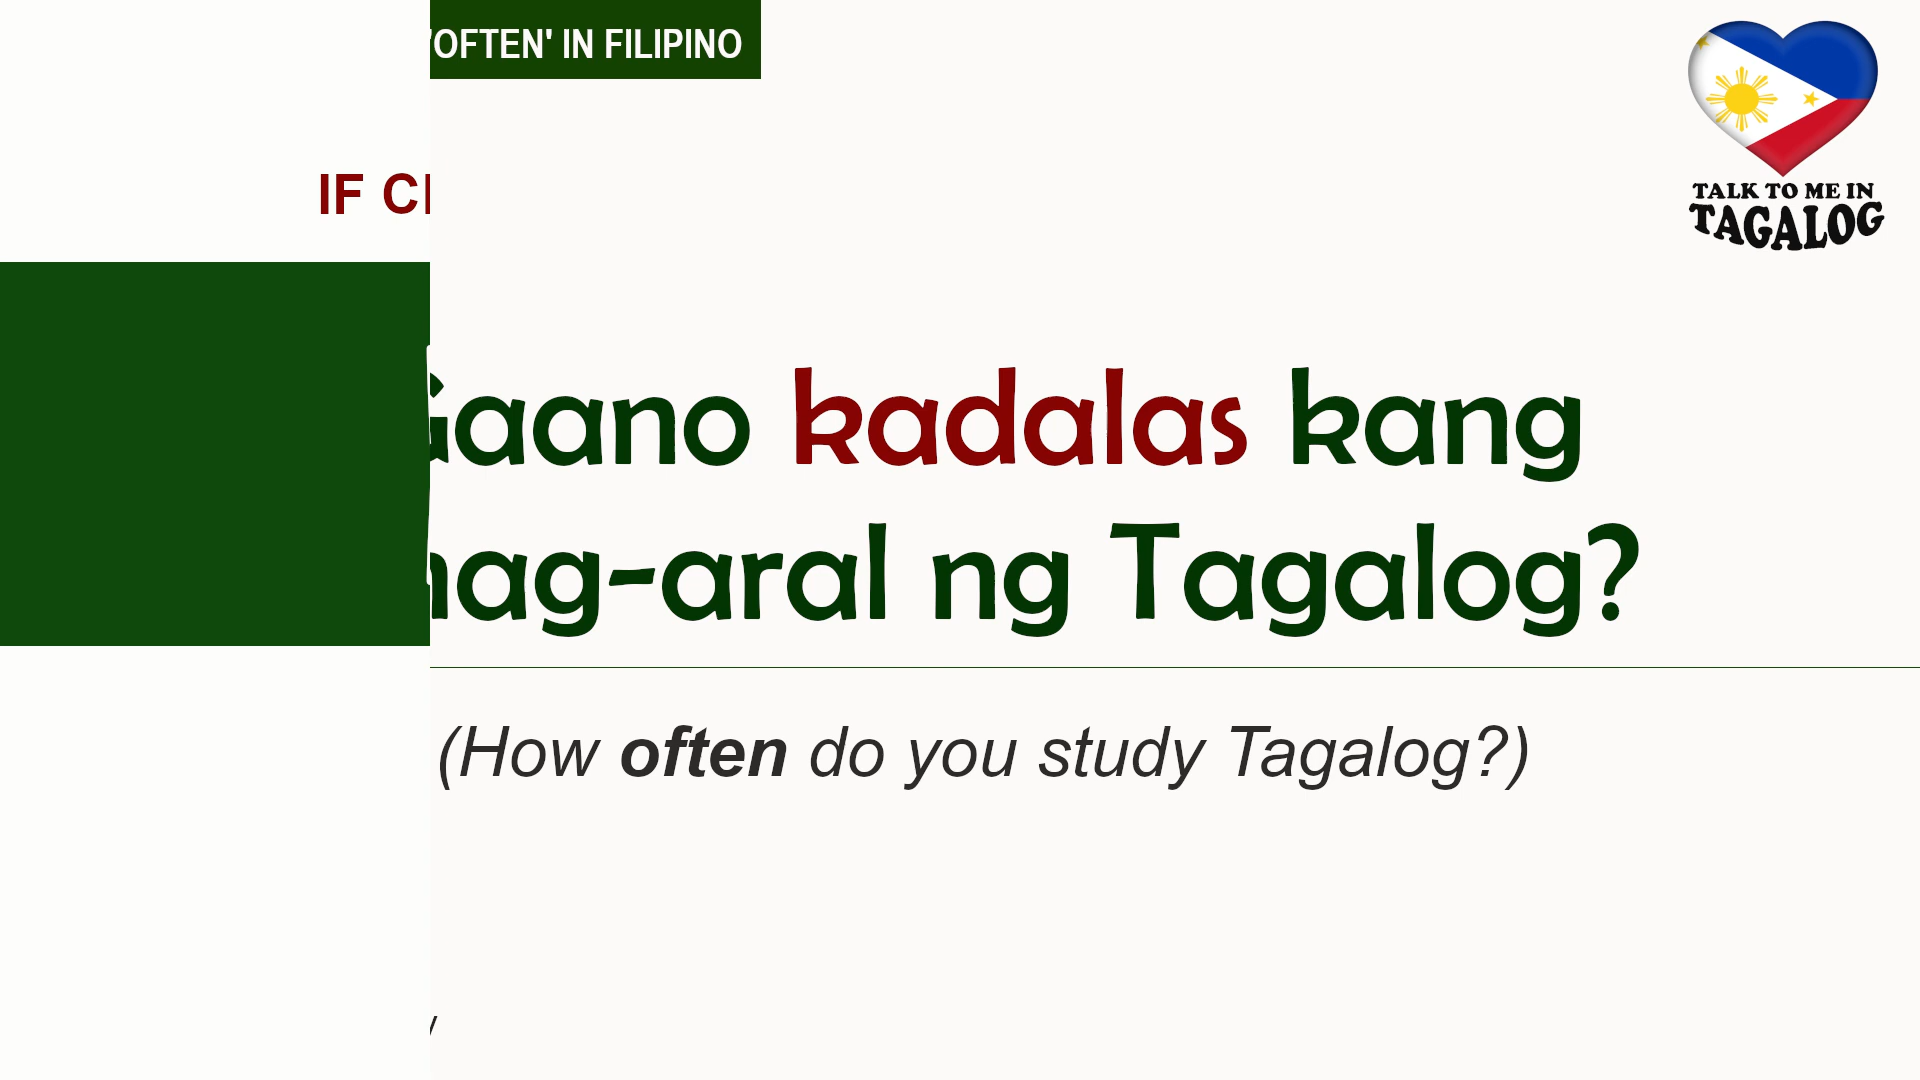 'OFTEN' IN FILIPINO
TALK TO ME IN
TAGALOG
IF
Gaano kadalas kang
nag-aral ng Tagalog?
(How often do you study Tagalog?)